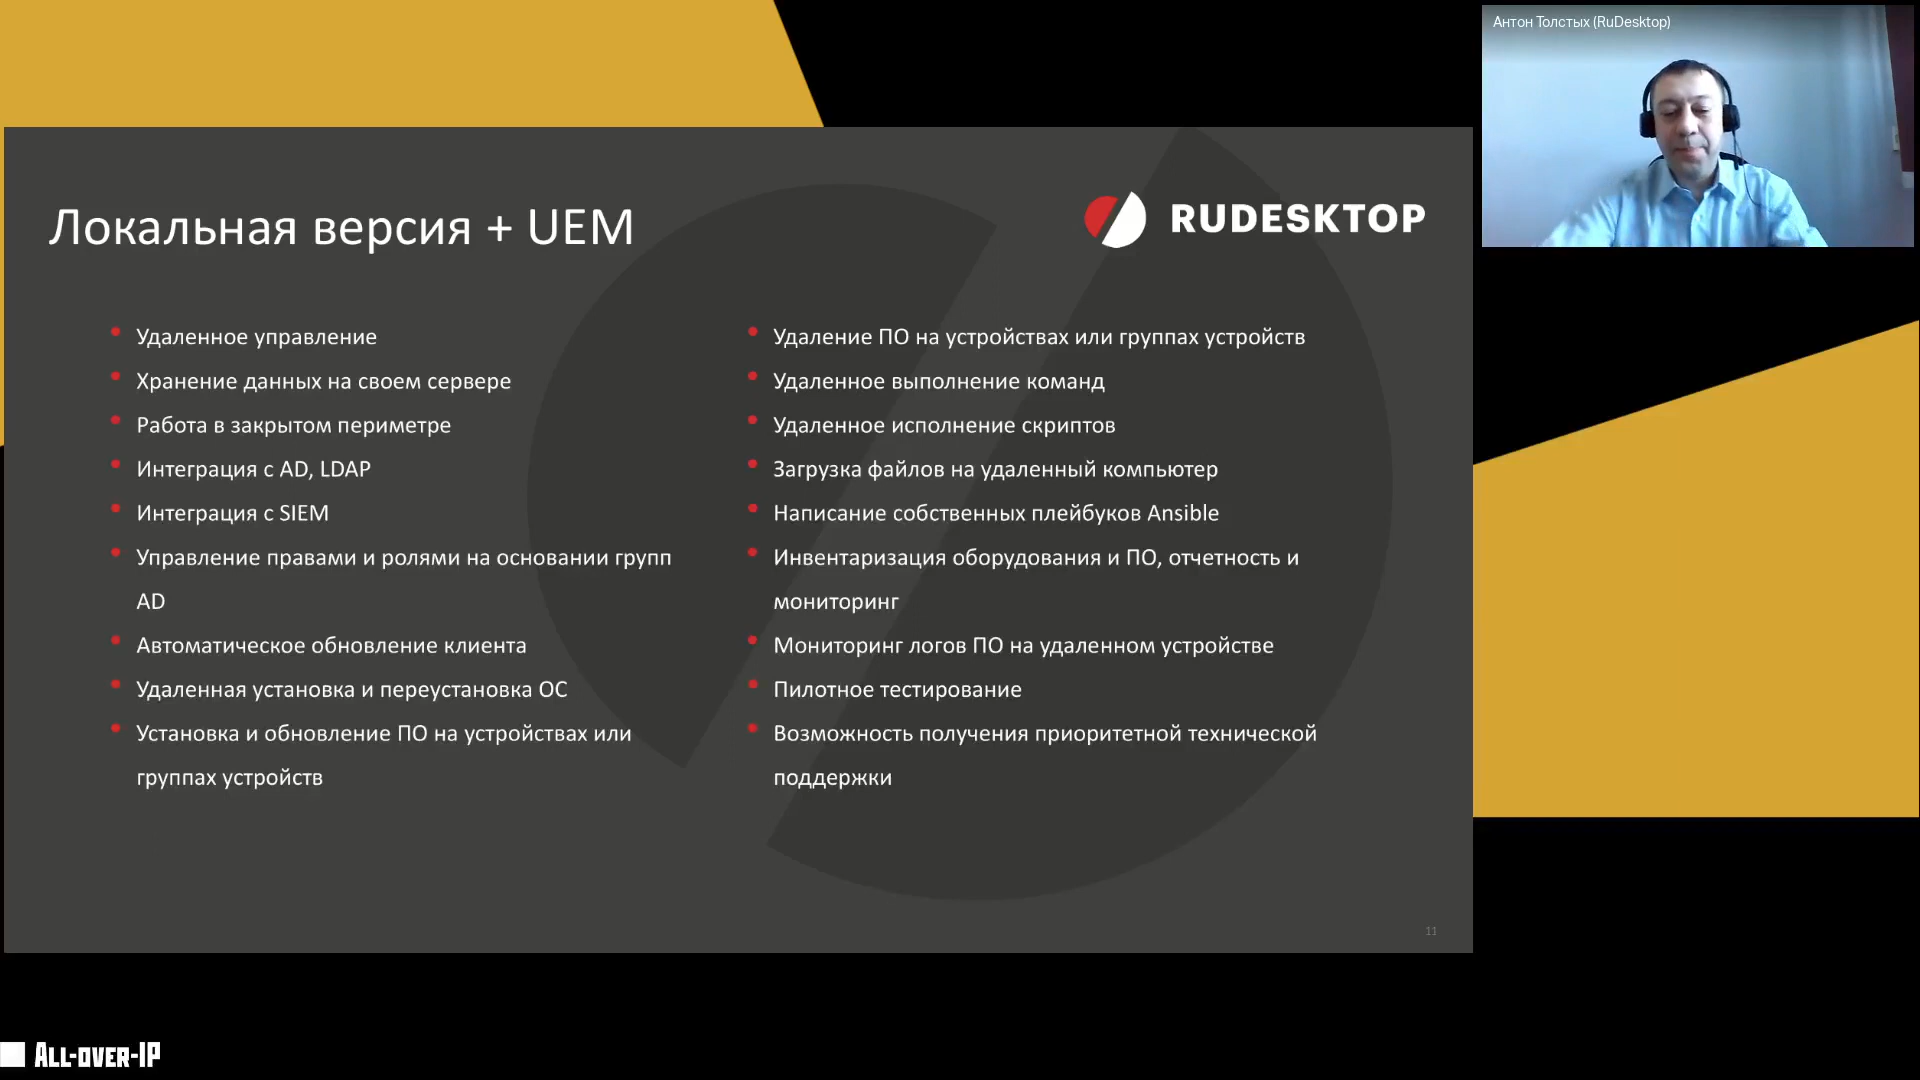 Антон Толстых (RuDesktop)
Локальная версия + UEM
RUDESKTOP
Удаленное управление
Хранение данных на своем сервере
Работа в закрытом периметре
Интеграция с AD, LDAP
Интеграция с SIEM
Управление правами и ролями на основании групп
AD
Автоматическое обновление клиента
Удаленная установка и переустановка ОС
Установка и обновление ПО на устройствах или
группах устройств
Удаление ПО на устройствах или группах устройств
Удаленное выполнение команд
Удаленное исполнение скриптов
Загрузка файлов на удаленный компьютер
Написание собственных плейбуков Ansible
Инвентаризация оборудования и ПО, отчетность и
мониторинг
Мониторинг логов ПО на удаленном устройстве
Пилотное тестирование
Возможность получения приоритетной технической
поддержки
11
ALL-OVER-IP